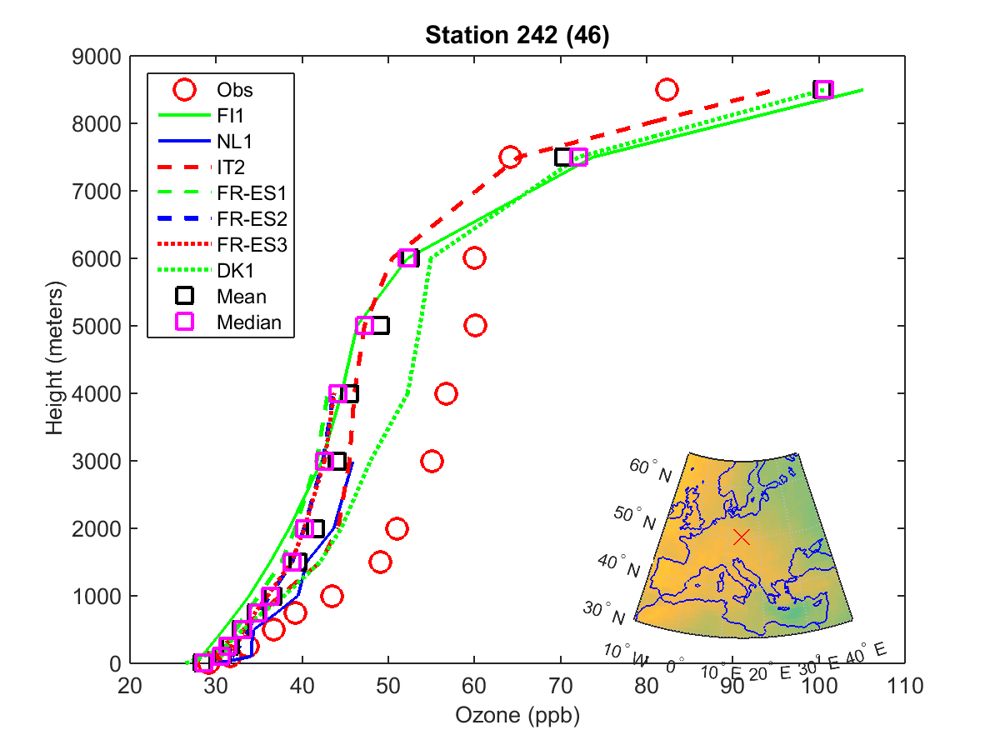 Station 242 (46)
9000
8000
7000
6000
5000
4000
3000
2000
1000
0
Height (meters)
Obs
FI1
NL1
IT2
FR-ES1
FR-ES2
FR-ES3
DK1
Mean
Median
60° N
50° N
40° N
30° N
10° W
0°
10° E
20° E
30° E
40° E
20 30 40 50 60 70 80 90 100 110
Ozone (ppb)